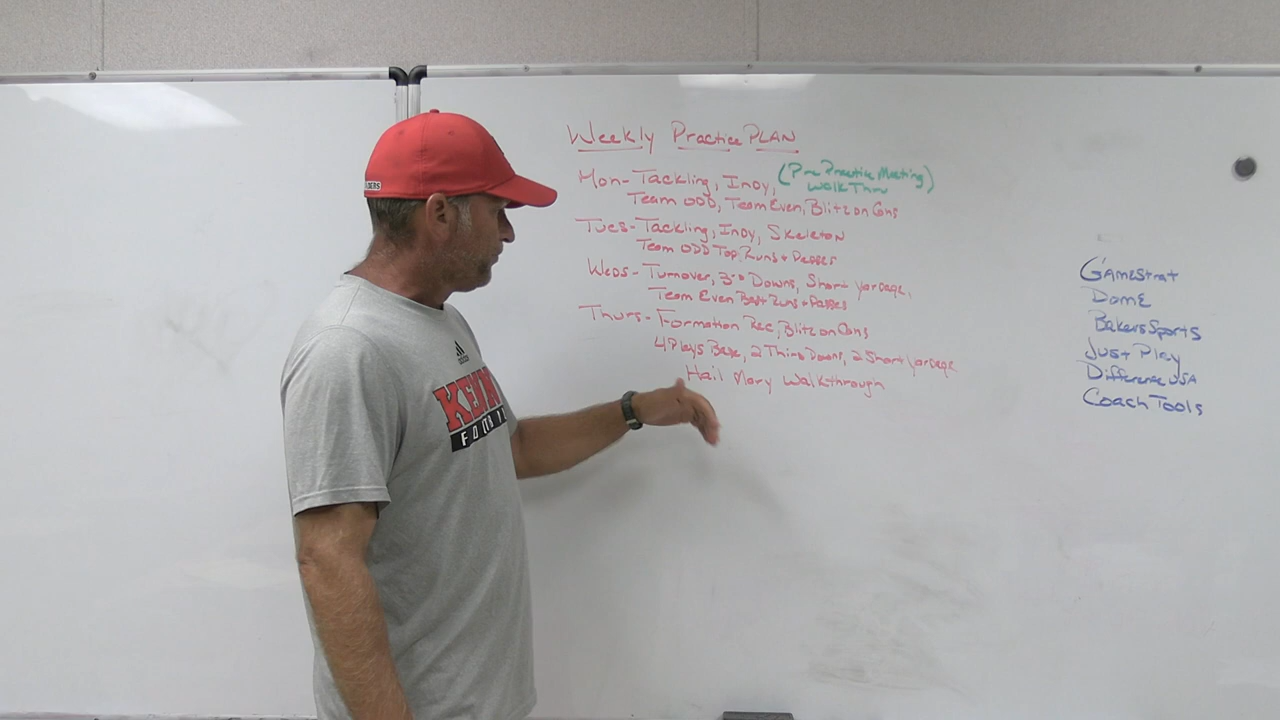 Weekly Practice PLAN
Mon- Tackling, Indy, (Pre Practice Meeting)
Walk Thru
Team ODD, Team Even, Blitz on Cans
Tues- Tackling, Indy, Skeleton
Team ODD Top Runs + Passes
Weds- Turnover, 3rd Downs, Short Yardage,
Team Even Best Runs + Passes
Thurs- Formation Rec, Blitz on Cans
4 Plays Base, 2 Third Downs, 2 Short Yardage
Hail Mary Walkthrough
GameStrat
Dome
Bakers Sports
Just Play
Difference USA
Coach Tools
adidas